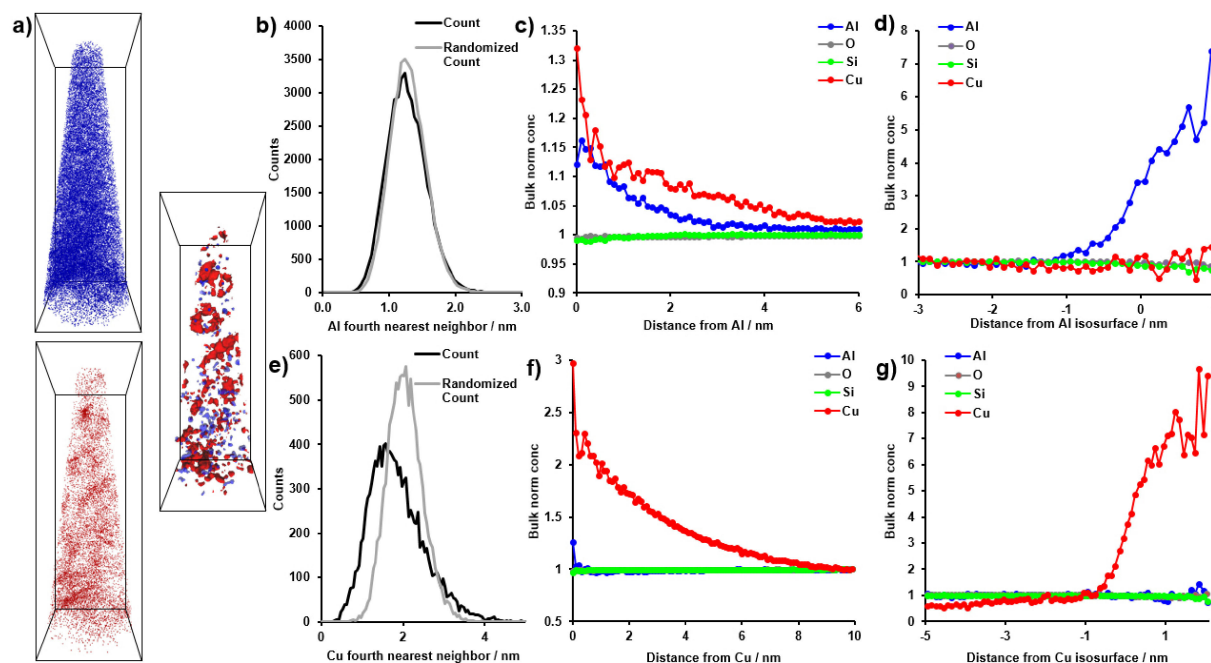 a)
b)
4000
3500
3000
2500
2000
1500
1000
500
0
Counts
Count
Randomized
Count
0.0
1.0
2.0
3.0
Al fourth nearest neighbor / nm
c)
1.35
1.3
1.25
1.2
1.15
1.1
1.05
1
0.95
0.9
Bulk norm conc
Al
O
Si
Cu
0
2
4
6
Distance from Al / nm
d)
8
7
6
5
4
3
2
1
0
Bulk norm conc
Al
O
Si
Cu
-3
-2
-1
0
Distance from Al isosurface / nm
e)
600
500
400
300
200
100
0
Counts
Count
Randomized
Count
0
2
4
Cu fourth nearest neighbor / nm
f)
3
2.5
2
1.5
1
0.5
Bulk norm conc
Al
O
Si
Cu
0
2
4
6
8
10
Distance from Cu / nm
g)
10
9
8
7
6
5
4
3
2
1
0
Bulk norm conc
Al
O
Si
Cu
-5
-3
-1
1
Distance from Cu isosurface / nm